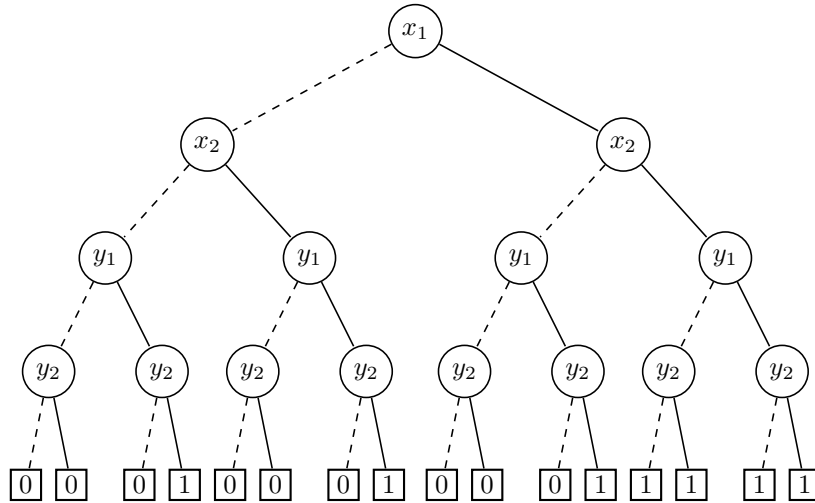 x₁
x₂ x₂
y₁ y₁ y₁ y₁
y₂ y₂ y₂ y₂ y₂ y₂ y₂ y₂
0 0 0 1 0 0 0 1 0 0 0 1 1 1 1 1